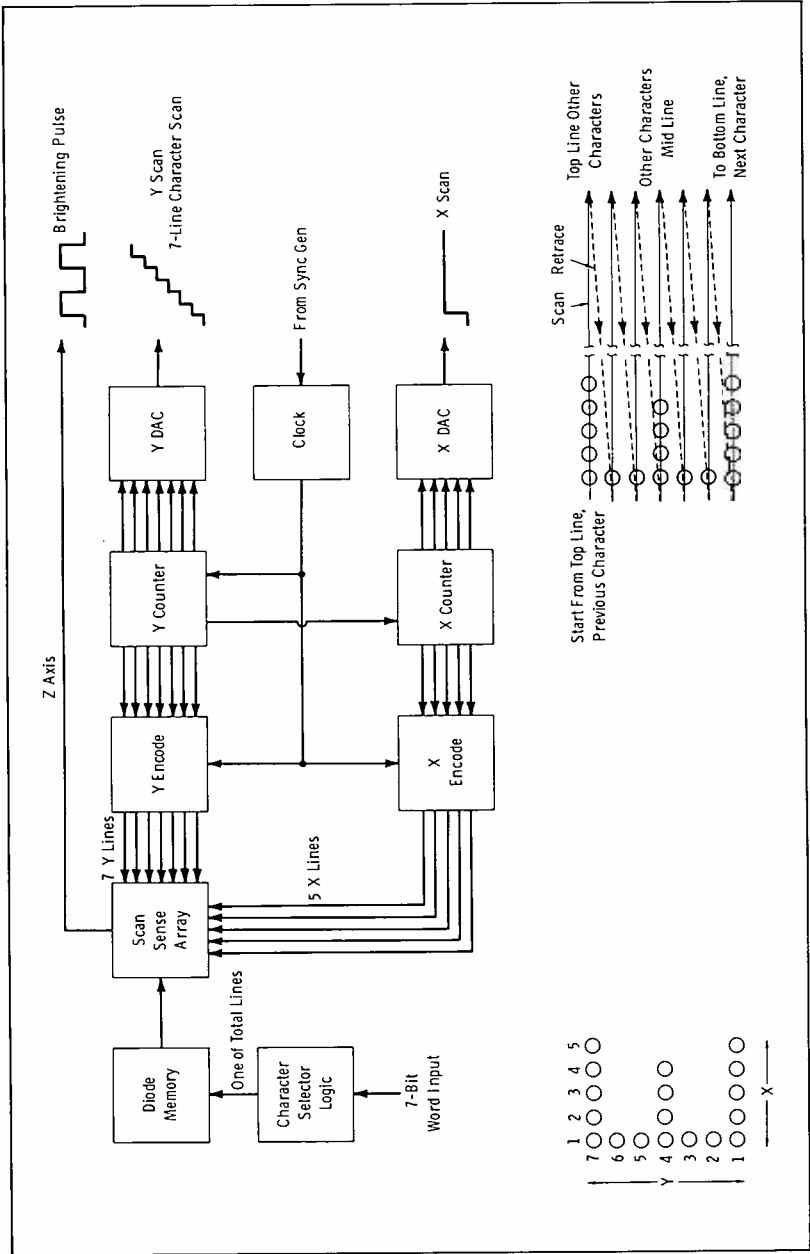 Brightening Pulse
Y Scan
7-Line Character Scan
Z Axis
Y DAC
Y Counter
Y Encode
7 Y Lines
Scan
Sense
Array
Diode
Memory
From Sync Gen
Clock
One of Total Lines
5 X Lines
Character
Selector
Logic
7-Bit
Word Input
X Scan
X DAC
X Counter
X
Encode
Top Line Other
Characters
Other Characters
Mid Line
To Bottom Line,
Next Character
Scan
Retrace
Start From Top Line,
Previous Character
1 2 3 4 5
7
6
5
4
3
2
1
Y
X